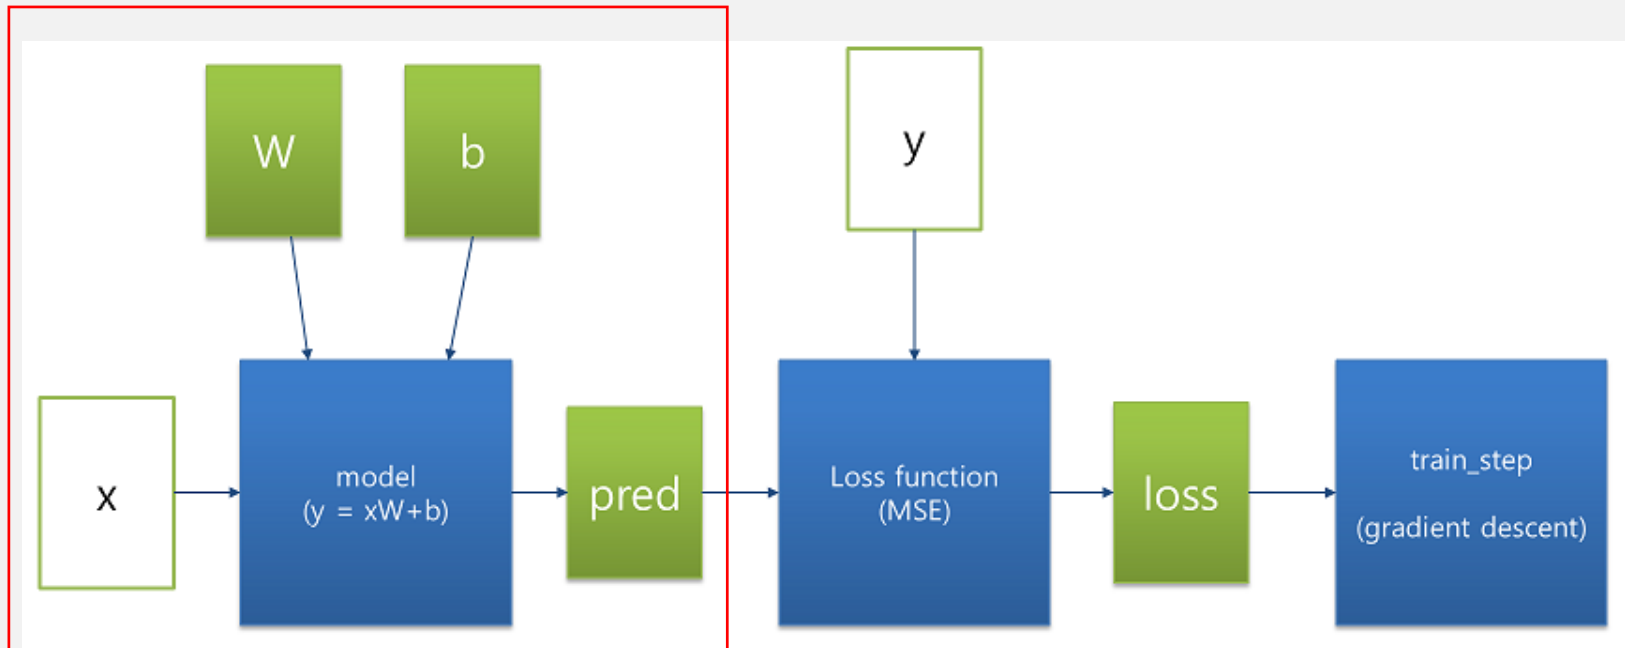 W
b
y
x
model
(y = xW+b)
pred
Loss function
(MSE)
loss
train_step
(gradient descent)